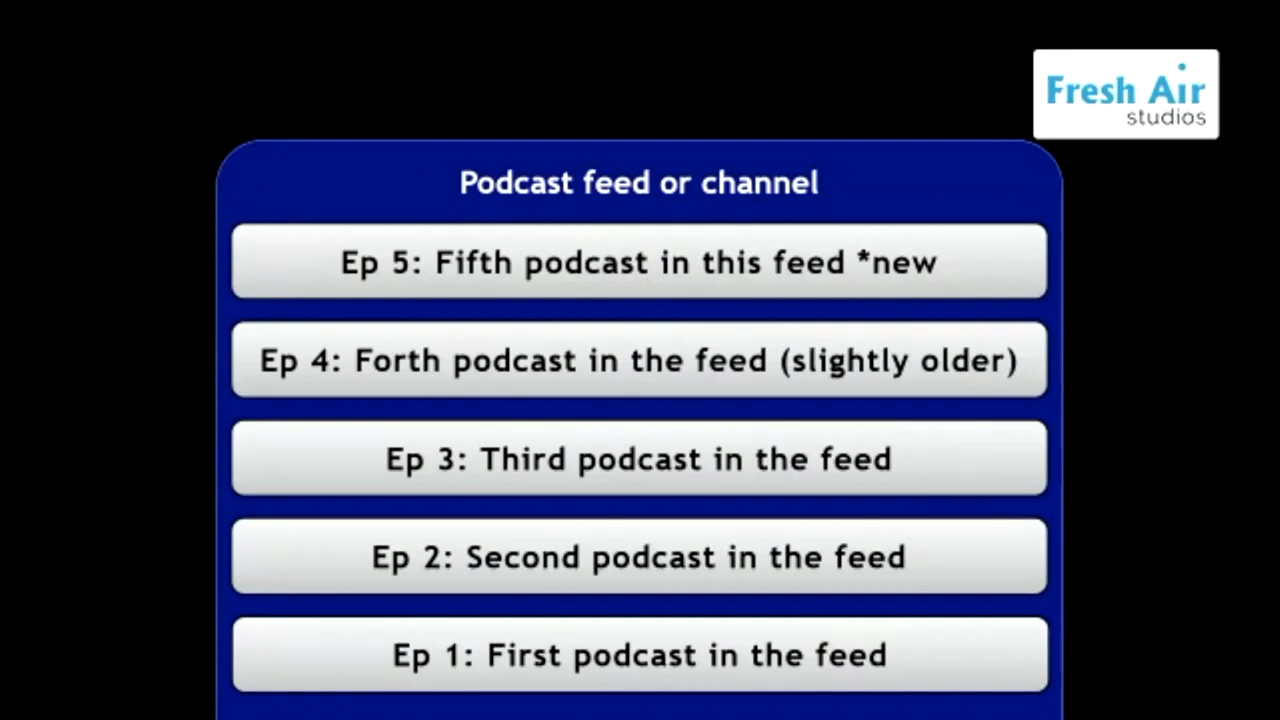 Fresh Air
studios
Podcast feed or channel
Ep 5: Fifth podcast in this feed *new
Ep 4: Forth podcast in the feed (slightly older)
Ep 3: Third podcast in the feed
Ep 2: Second podcast in the feed
Ep 1: First podcast in the feed